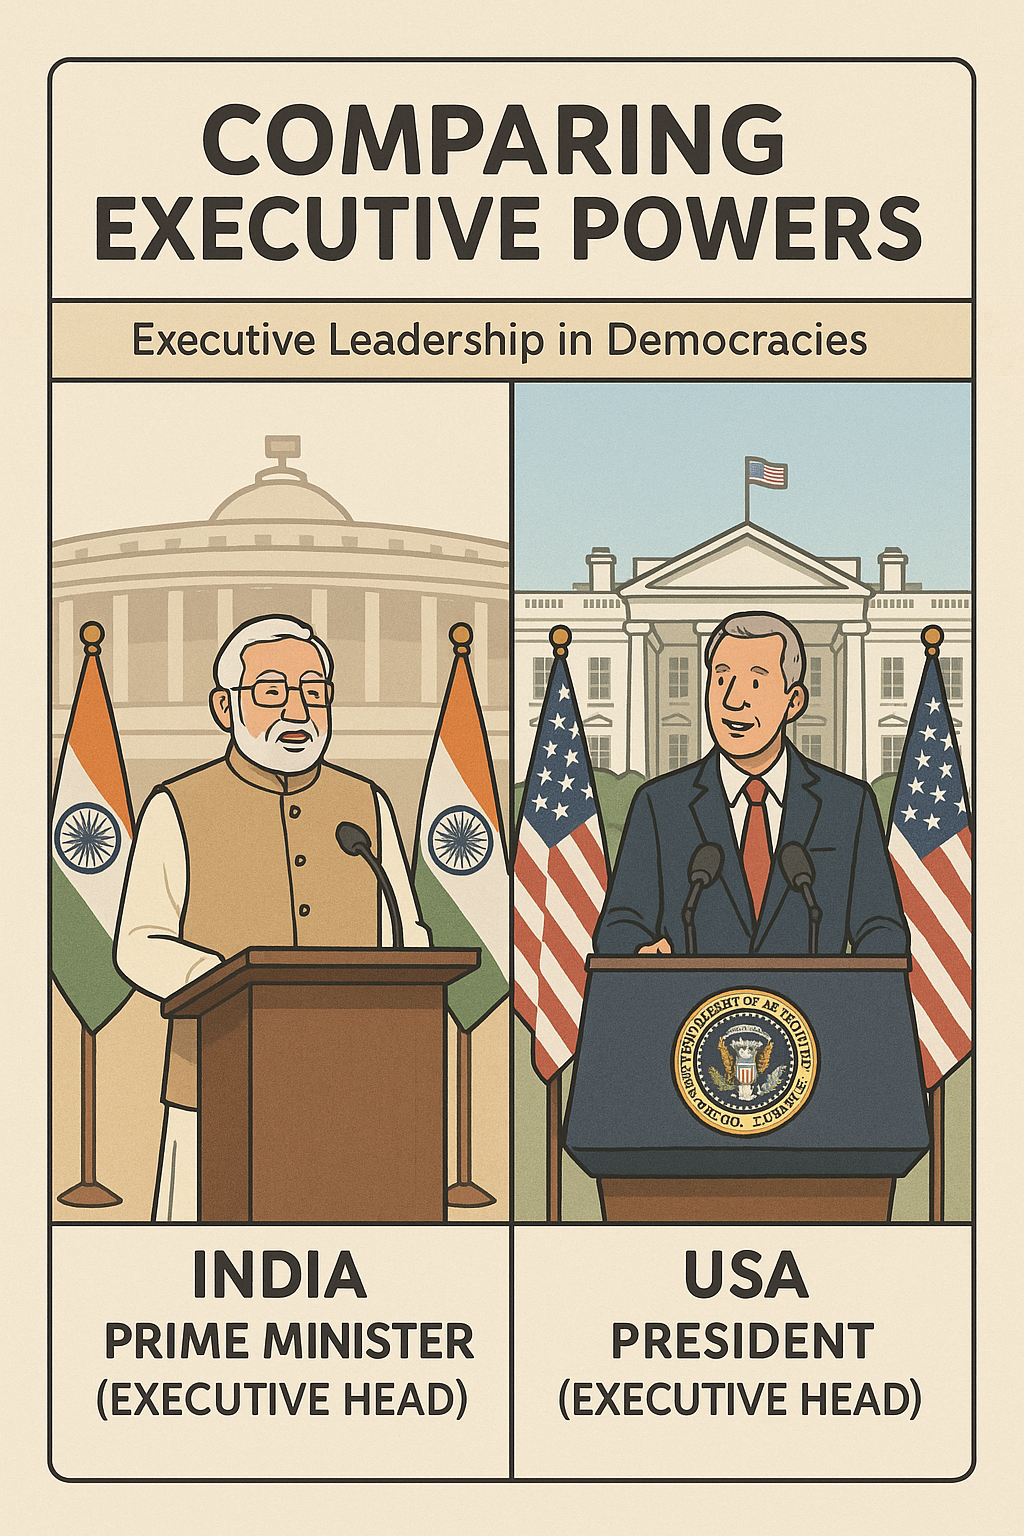 COMPARING
EXECUTIVE POWERS
Executive Leadership in Democracies
INDIA
PRIME MINISTER
(EXECUTIVE HEAD)
USA
PRESIDENT
(EXECUTIVE HEAD)